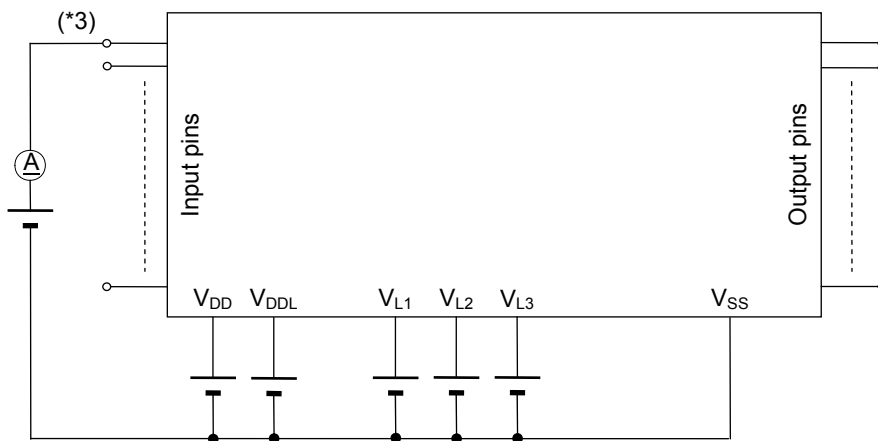 (*3)
A
Input pins
Output pins
VDD VDDL VL1 VL2 VL3 VSS